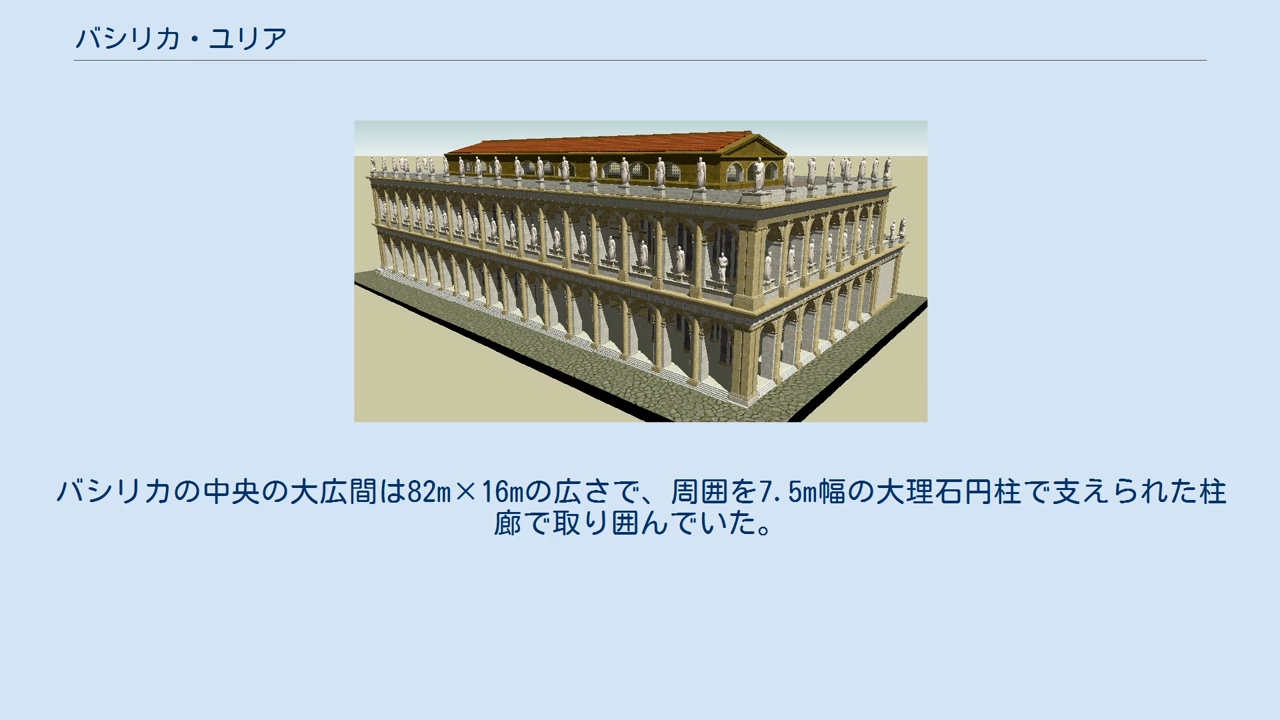 バシリカ・ユリア
バシリカの中央の大広間は82m×16mの広さで、周囲を7.5m幅の大理石円柱で支えられた柱
廊で取り囲んでいた。